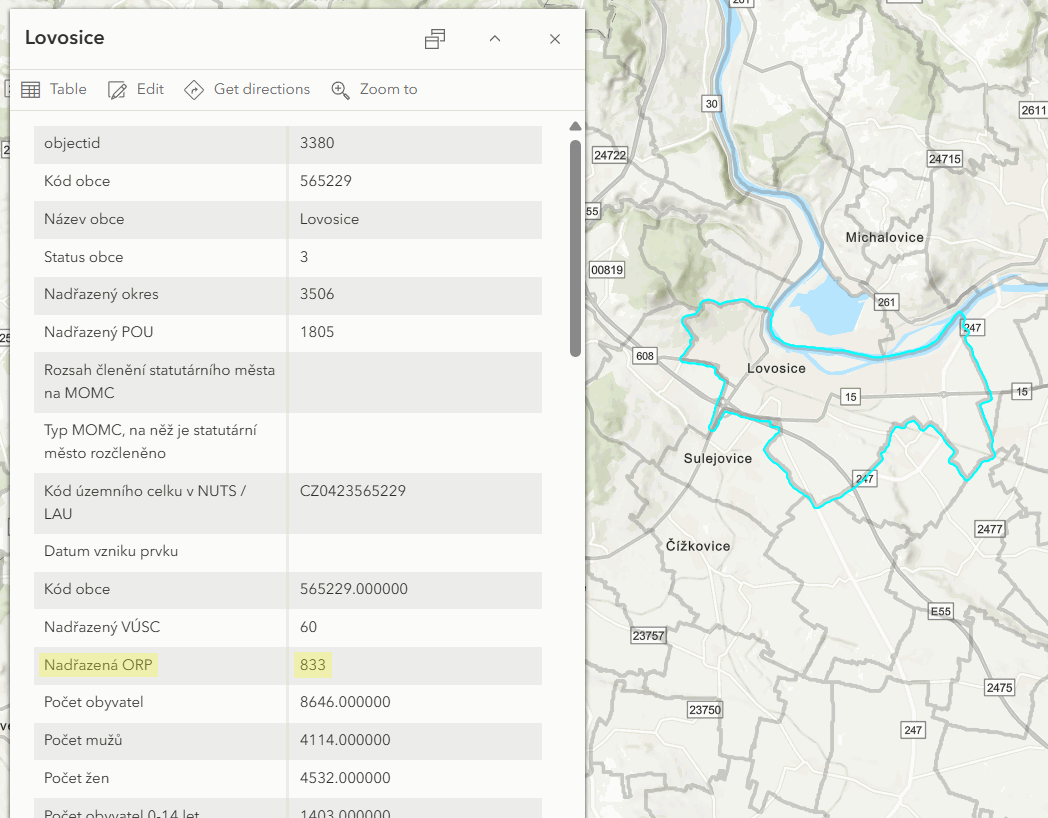 Lovosice
Table Edit Get directions Zoom to
objectid 3380
Kód obce 565229
Název obce Lovosice
Status obce 3
Nadřazený okres 3506
Nadřazený POU 1805
Rozsah členění statutárního města
na MOMC
Typ MOMC, na něž je statutární
město rozčleněno
Kód územního celku v NUTS / CZ0423565229
LAU
Datum vzniku prvku
Kód obce 565229.000000
Nadřazený VÚSC 60
Nadřazená ORP 833
Počet obyvatel 8646.000000
Počet mužů 4114.000000
Počet žen 4532.000000
Počet obyvatel 0-14 let 1403.000000
261
30
2611
24722
24715
55
Michalovice
00819
261
247
608
Lovosice
15
15
Sulejovice
247
2477
Čížkovice
E55
23757
2475
23750
247